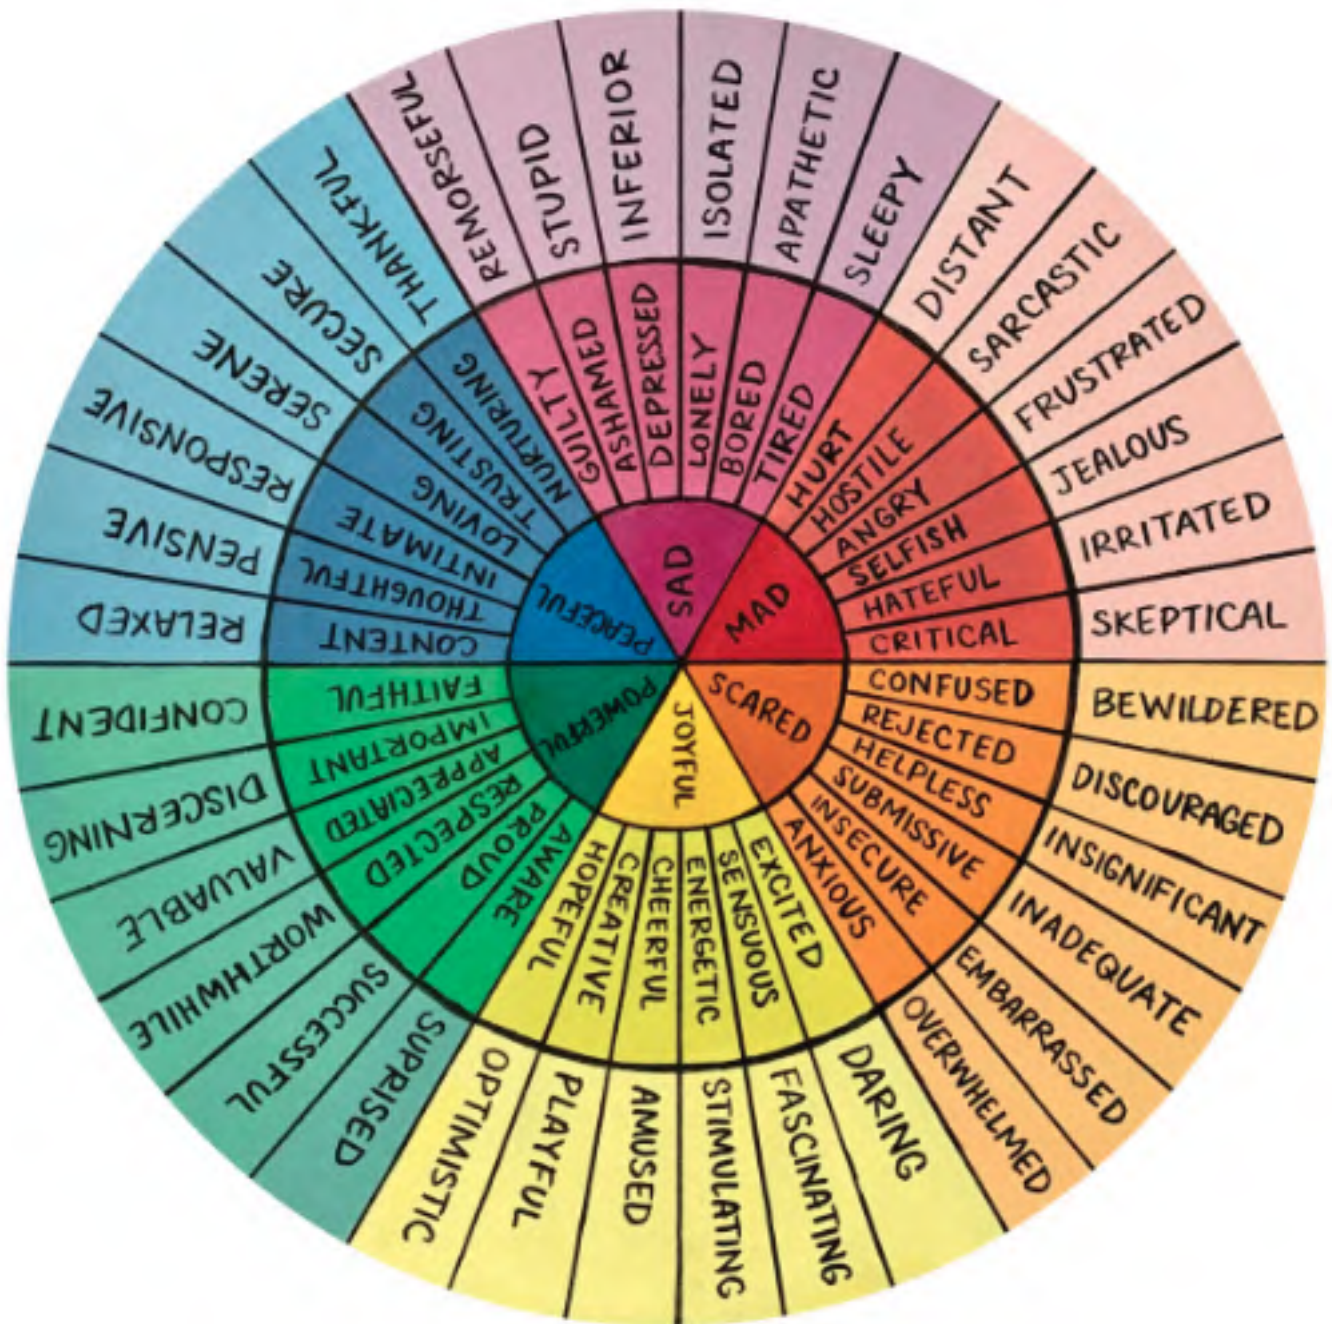 SAD
MAD
SCARED
JOYFUL
POWERFUL
PEACEFUL
GUILTY
ASHAMED
DEPRESSED
LONELY
BORED
TIRED
HURT
HOSTILE
ANGRY
SELFISH
HATEFUL
CRITICAL
CONFUSED
REJECTED
HELPLESS
SUBMISSIVE
INSECURE
ANXIOUS
EXCITED
SENSUOUS
ENERGETIC
CHEERFUL
CREATIVE
HOPEFUL
AWARE
PROUD
RESPECTED
APPRECIATED
IMPORTANT
FAITHFUL
CONTENT
THOUGHTFUL
INTIMATE
LOVING
TRUSTING
NURTURING
REMORSEFUL
STUPID
INFERIOR
ISOLATED
APATHETIC
SLEEPY
DISTANT
SARCASTIC
FRUSTRATED
JEALOUS
IRRITATED
SKEPTICAL
BEWILDERED
DISCOURAGED
INSIGNIFICANT
INADEQUATE
EMBARRASSED
OVERWHELMED
DARING
FASCINATING
STIMULATING
AMUSED
PLAYFUL
OPTIMISTIC
SUPRISED
SUCCESSFUL
WORTHWHILE
VALUABLE
DISCERNING
CONFIDENT
RELAXED
PENSIVE
RESPONSIVE
SERENE
SECURE
THANKFUL